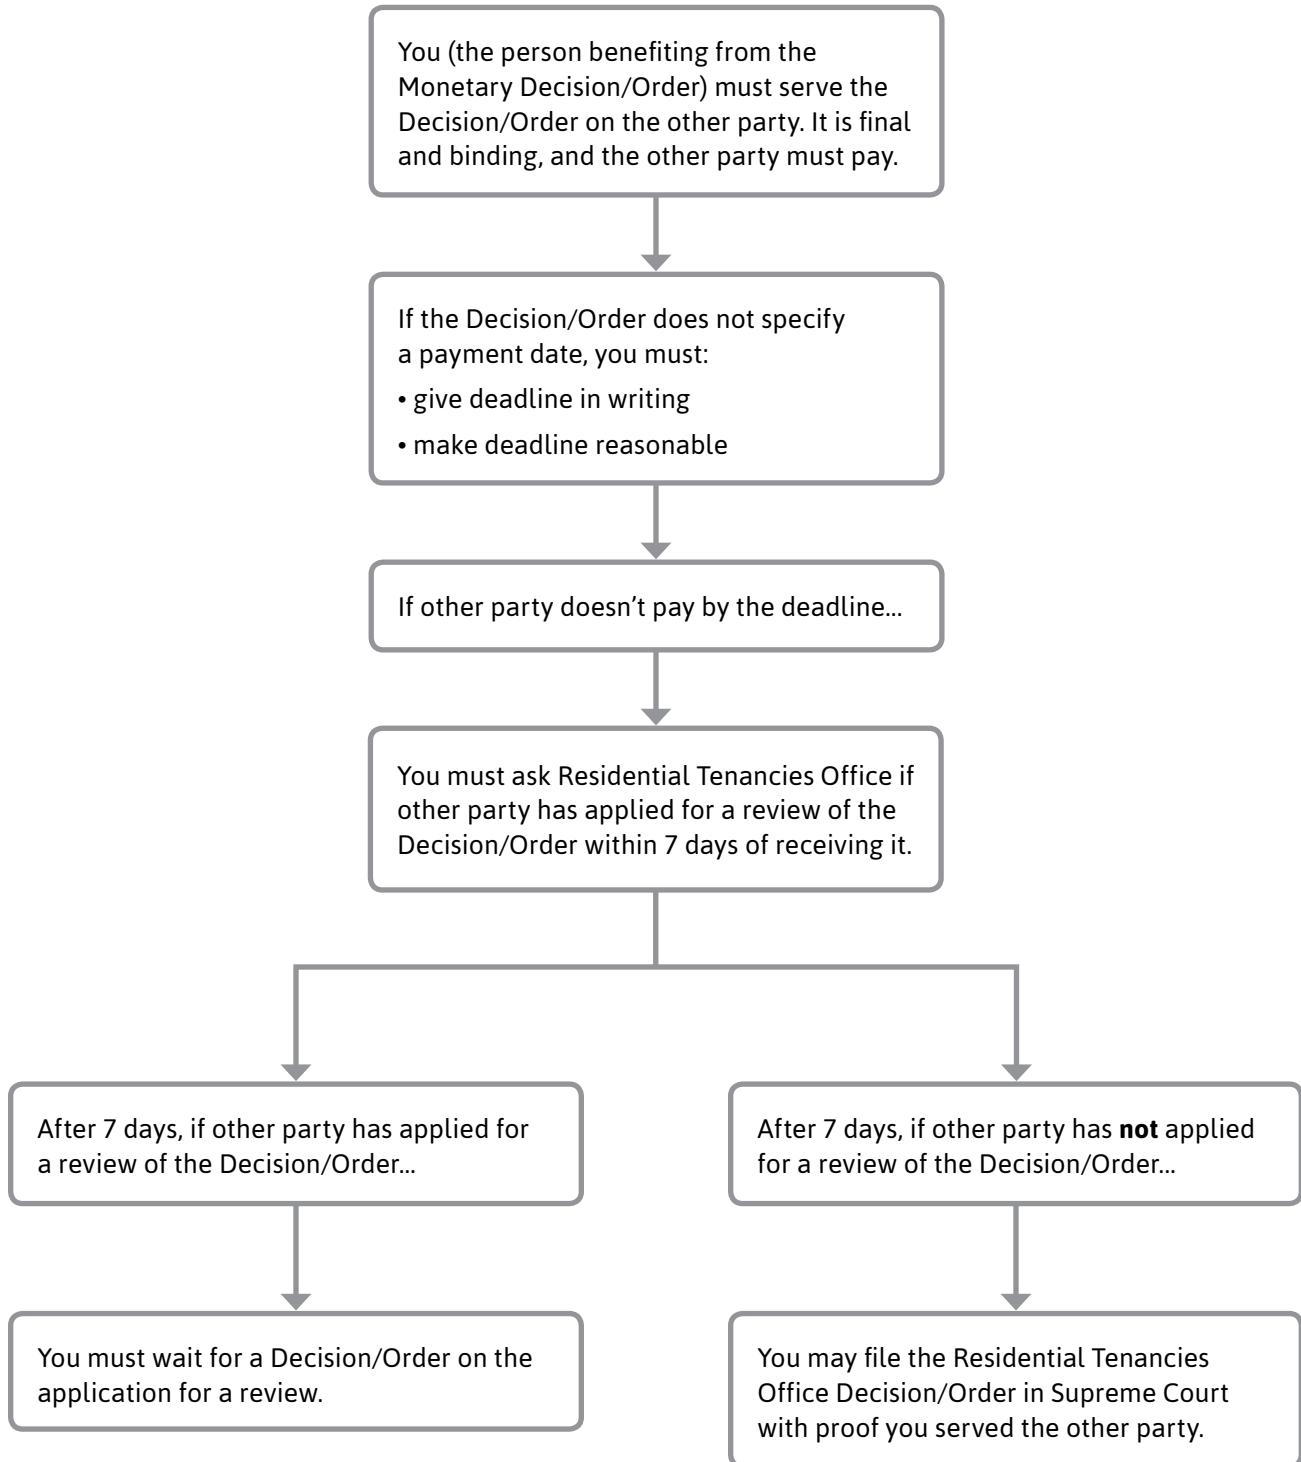 You (the person benefiting from the
Monetary Decision/Order) must serve the
Decision/Order on the other party. It is final
and binding, and the other party must pay.
If the Decision/Order does not specify
a payment date, you must:
• give deadline in writing
• make deadline reasonable
If other party doesn’t pay by the deadline...
You must ask Residential Tenancies Office if
other party has applied for a review of the
Decision/Order within 7 days of receiving it.
After 7 days, if other party has applied for
a review of the Decision/Order...
After 7 days, if other party has not applied
for a review of the Decision/Order...
You must wait for a Decision/Order on the
application for a review.
You may file the Residential Tenancies
Office Decision/Order in Supreme Court
with proof you served the other party.